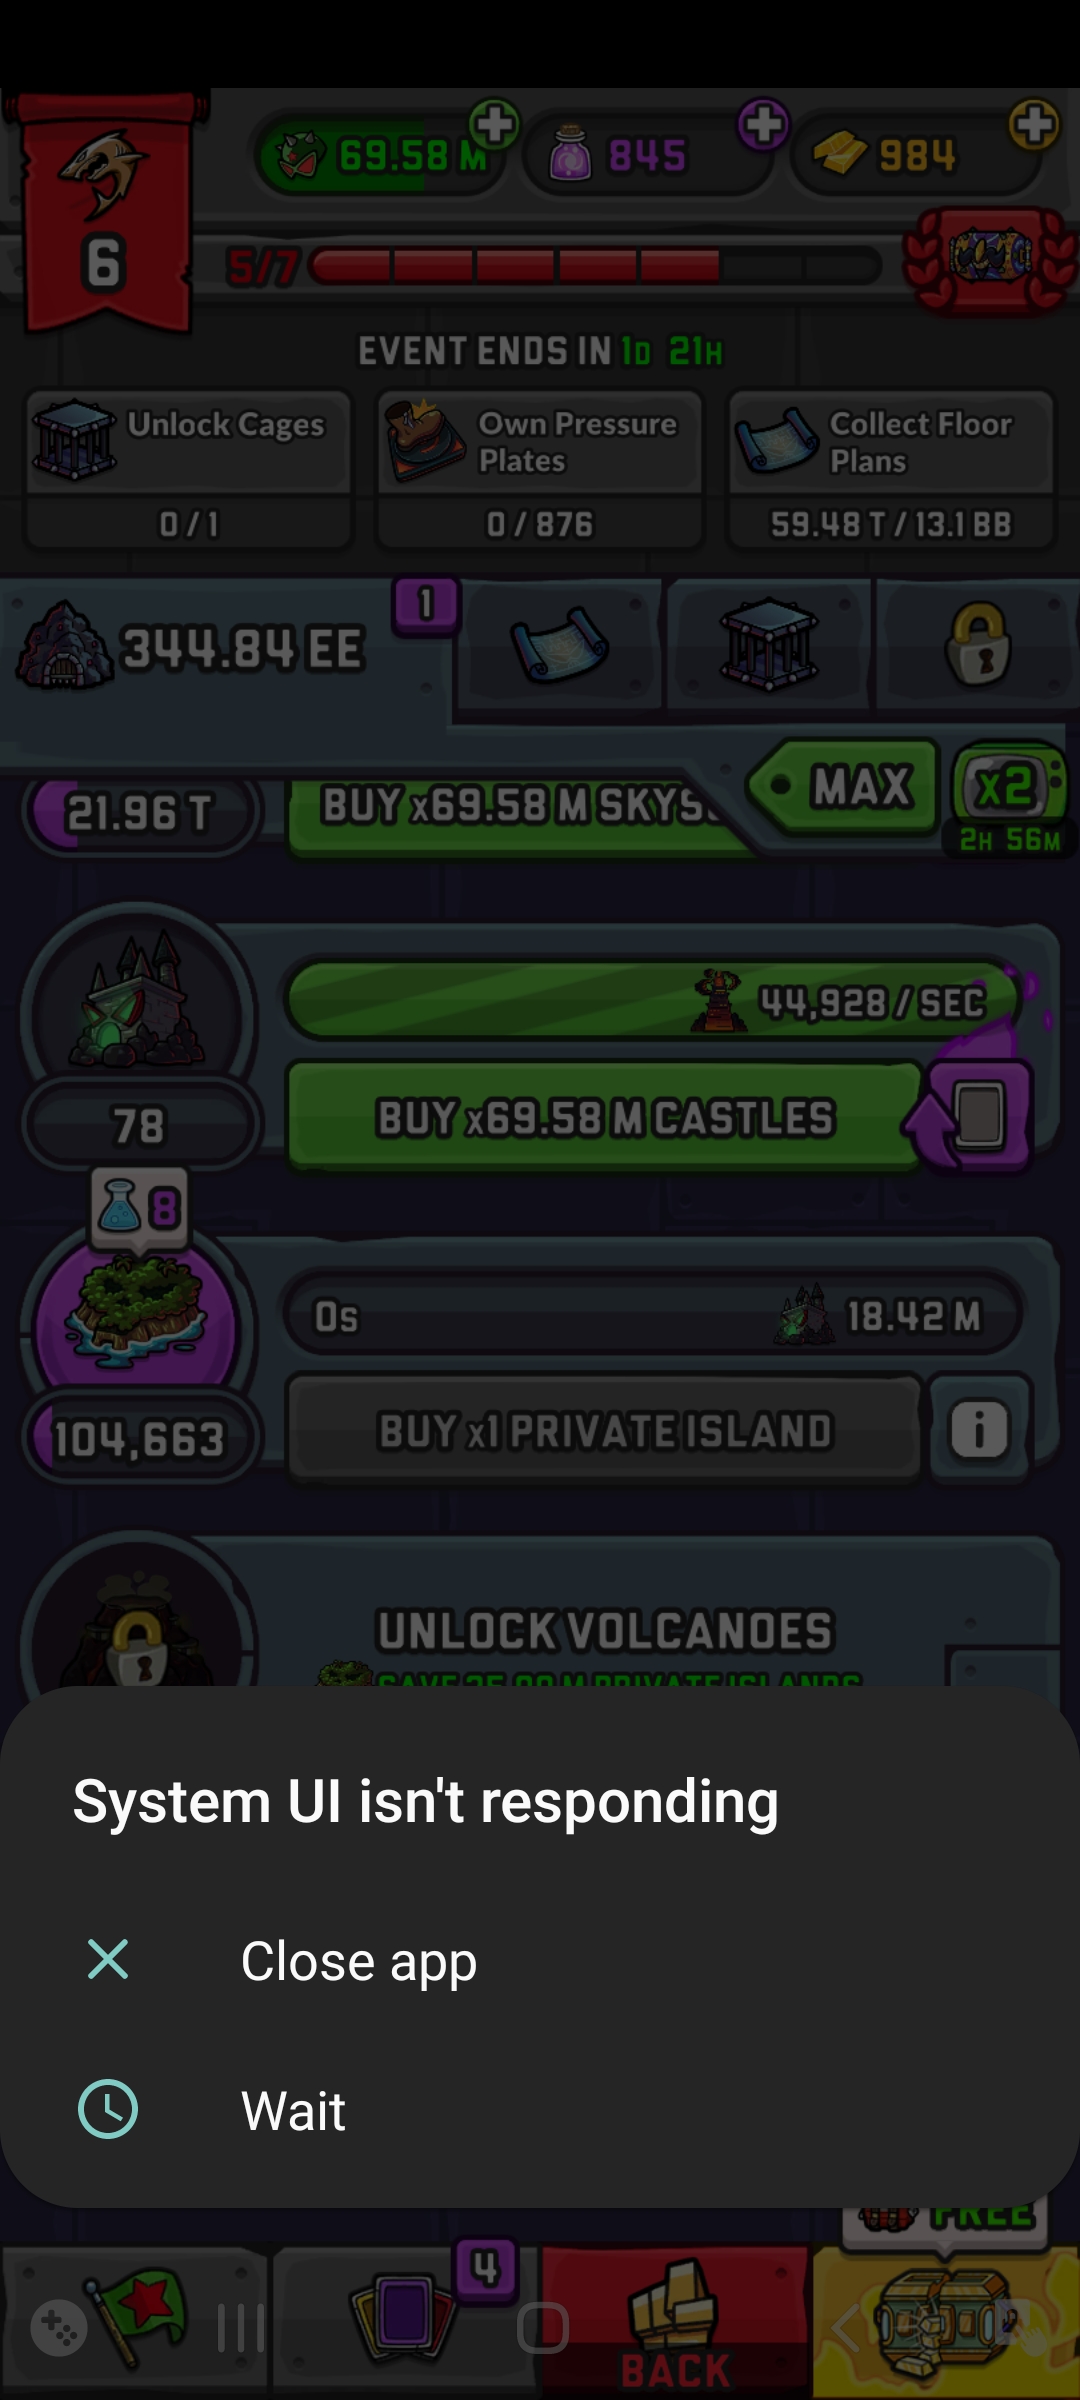 69.58 M
845
984
6
5/7
EVENT ENDS IN 1D 21H
Unlock Cages
0 / 1
Own Pressure
Plates
0 / 876
Collect Floor
Plans
59.48 T / 13.1 BB
344.84 EE
1
MAX
x2
2H 56M
21.96 T
BUY x69.58 M SKYS
44,928 / SEC
78
BUY x69.58 M CASTLES
8
0s
18.42 M
104,663
BUY x1 PRIVATE ISLAND
i
UNLOCK VOLCANOES
PRIVATE ISLANDS
System UI isn't responding
Close app
Wait
FREE
4
BACK